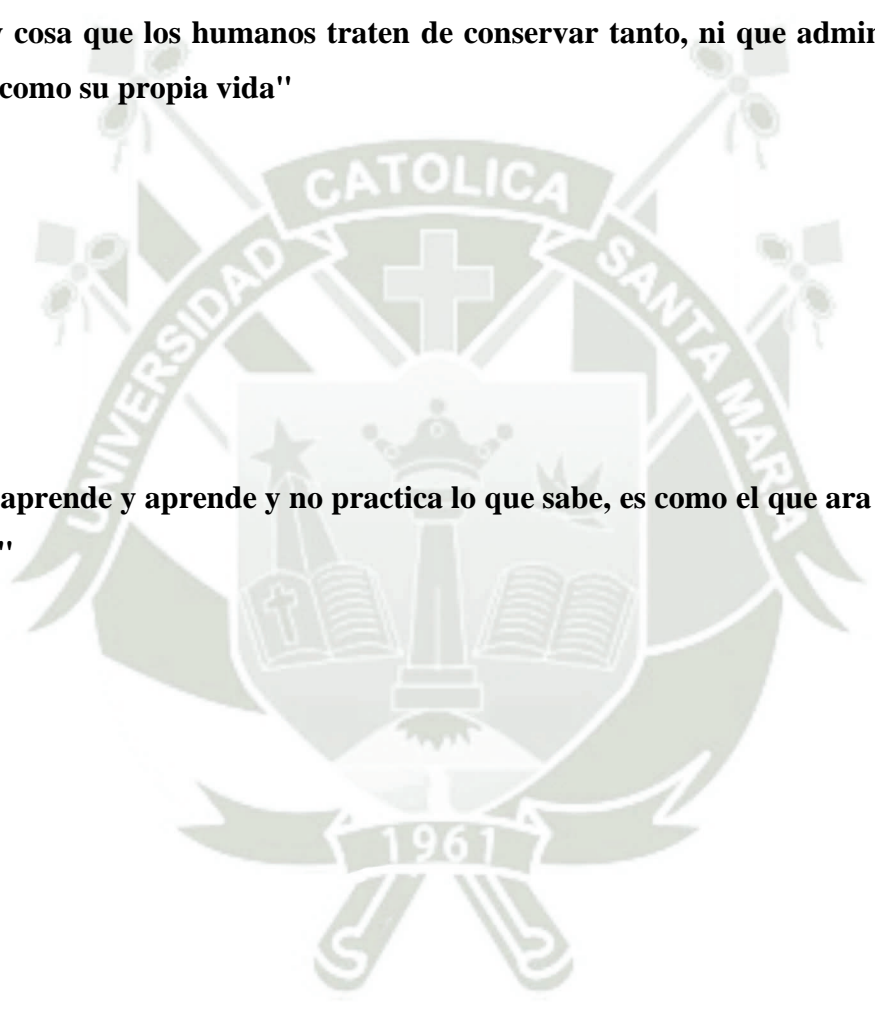 cosa que los humanos traten de conservar tanto, ni que admin
como su propia vida"
UNIVERSIDAD CATOLICA SANTA MARIA
aprende y aprende y no practica lo que sabe, es como el que ara
"
1961